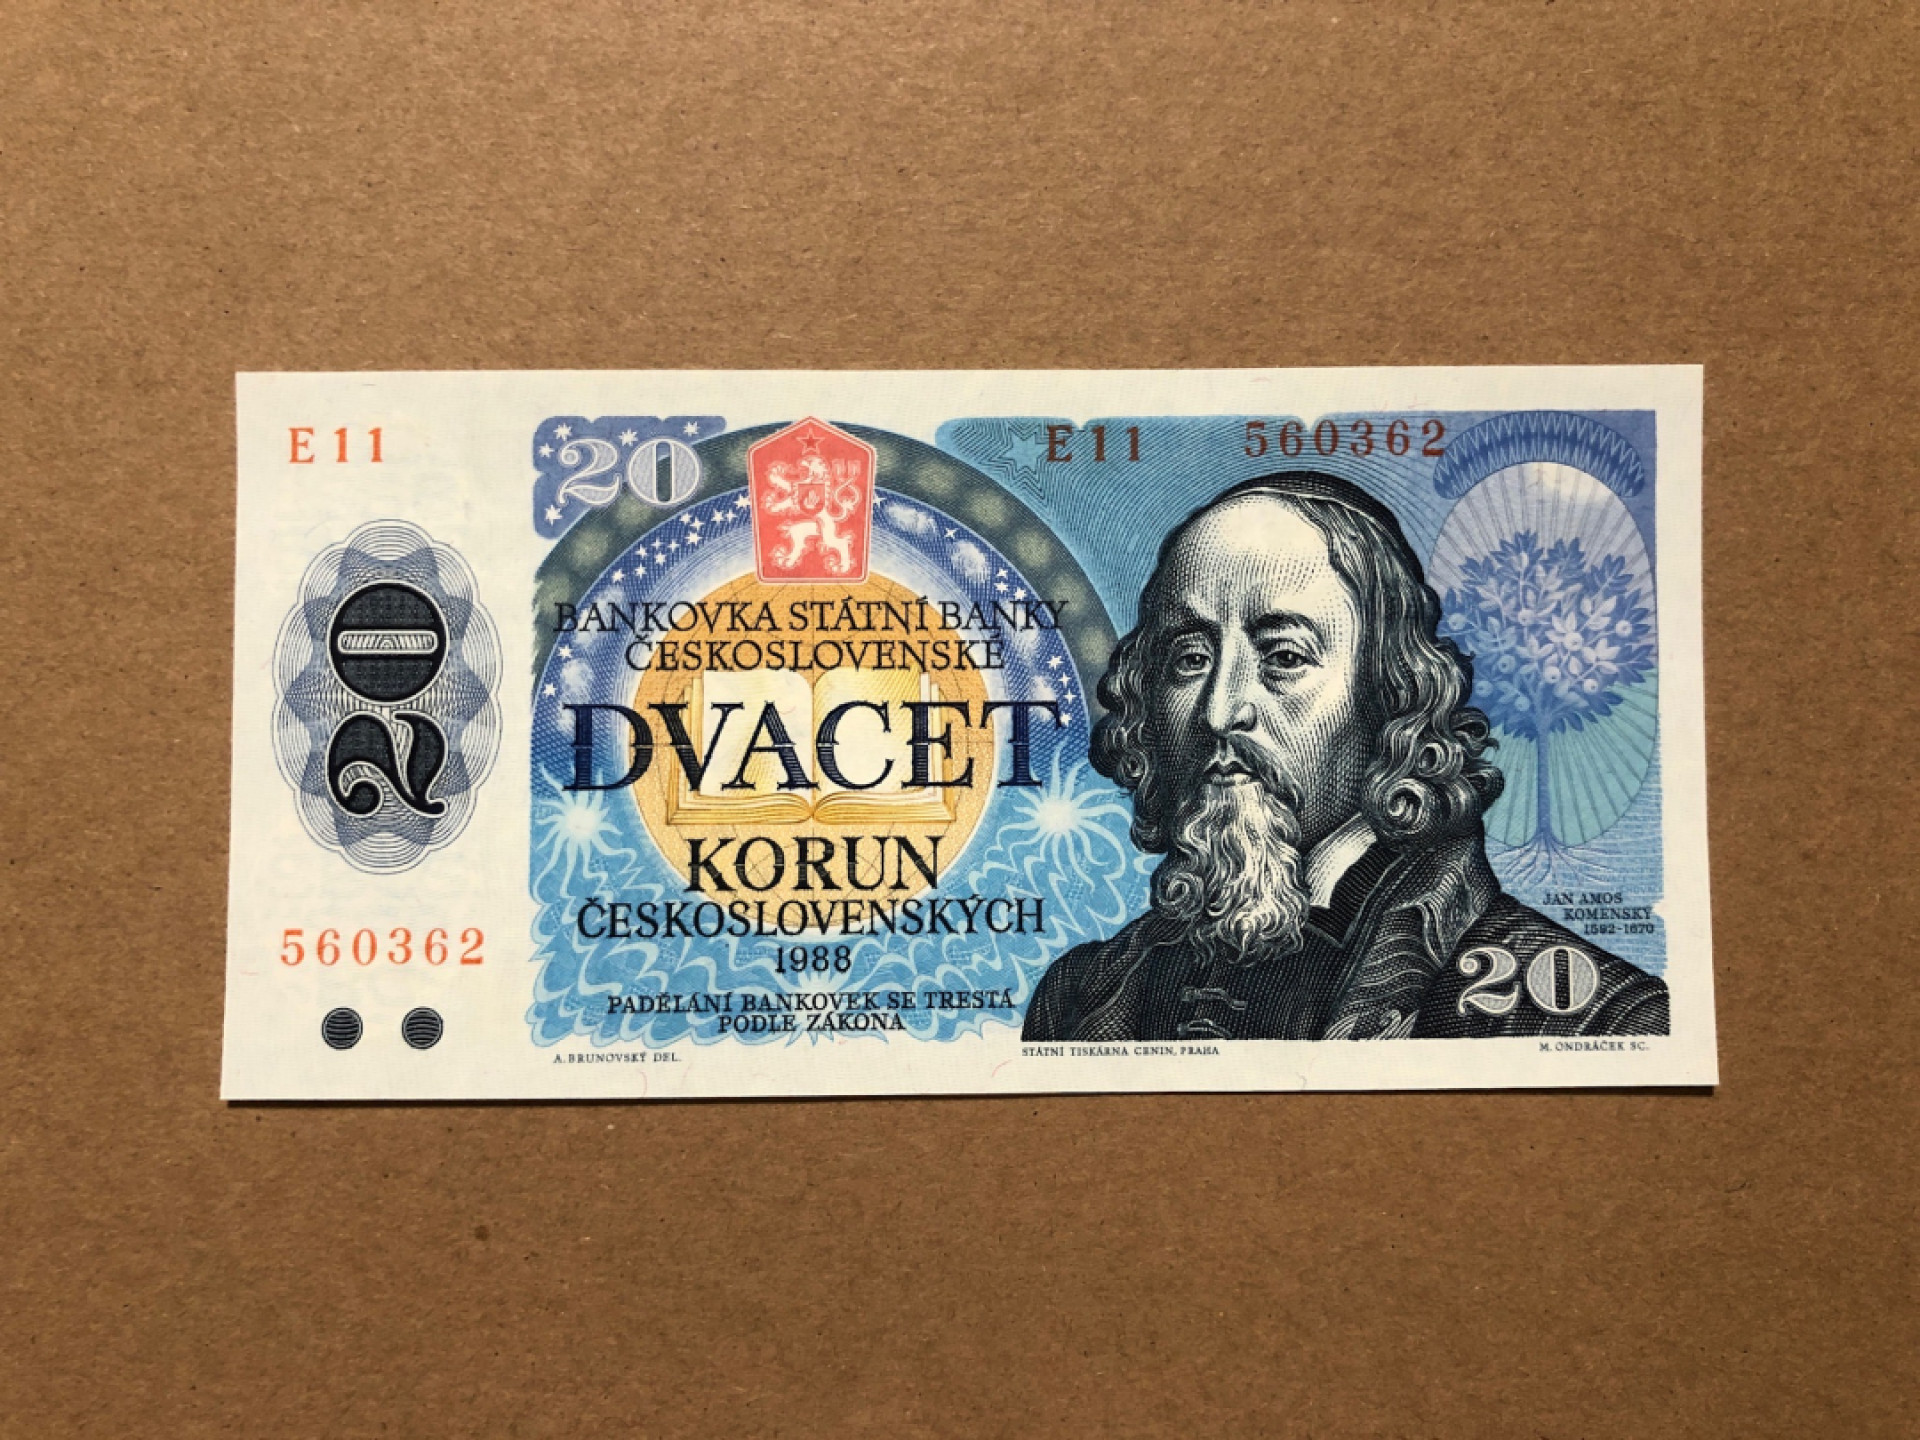 E 11
20
E 11 560362
BANKOVKA STÁTNÍ BANKY
ČESKOSLOVENSKÉ
20
DVACET
KORUN
ČESKOSLOVENSKÝCH
1988
PADĚLÁNÍ BANKOVEK SE TRESTÁ
PODLE ZÁKONA
560362
JAN AMOS
KOMENSKÝ
1592-1670
20
A. BRUNOVSKÝ DEL.
STÁTNÍ TISKÁRNA CENIN, PRAHA
M. ONDRÁČEK SC.